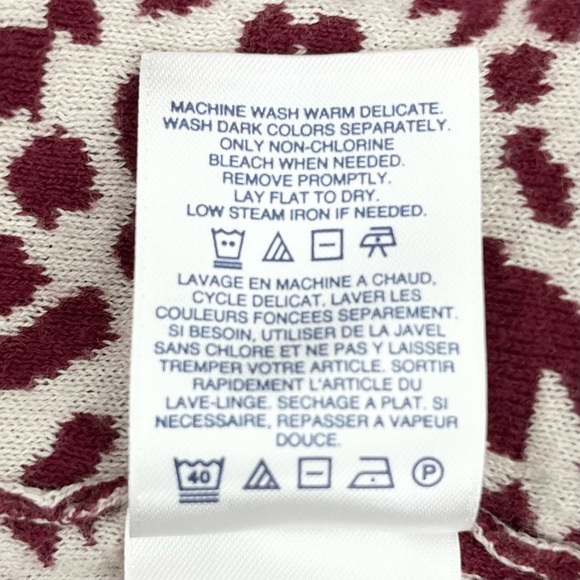 MACHINE WASH WARM DELICATE.
WASH DARK COLORS SEPARATELY.
ONLY NON-CHLORINE
BLEACH WHEN NEEDED.
REMOVE PROMPTLY.
LAY FLAT TO DRY.
LOW STEAM IRON IF NEEDED.
LAVAGE EN MACHINE A CHAUD,
CYCLE DELICAT. LAVER LES
COULEURS FONCEES SEPAREMENT.
SI BESOIN, UTILISER DE LA JAVEL
SANS CHLORE ET NE PAS Y LAISSER
TREMPER VOTRE ARTICLE. SORTIR
RAPIDEMENT L'ARTICLE DU
LAVE-LINGE. SECHAGE A PLAT. SI
NECESSAIRE, REPASSER A VAPEUR
DOUCE.
40 P